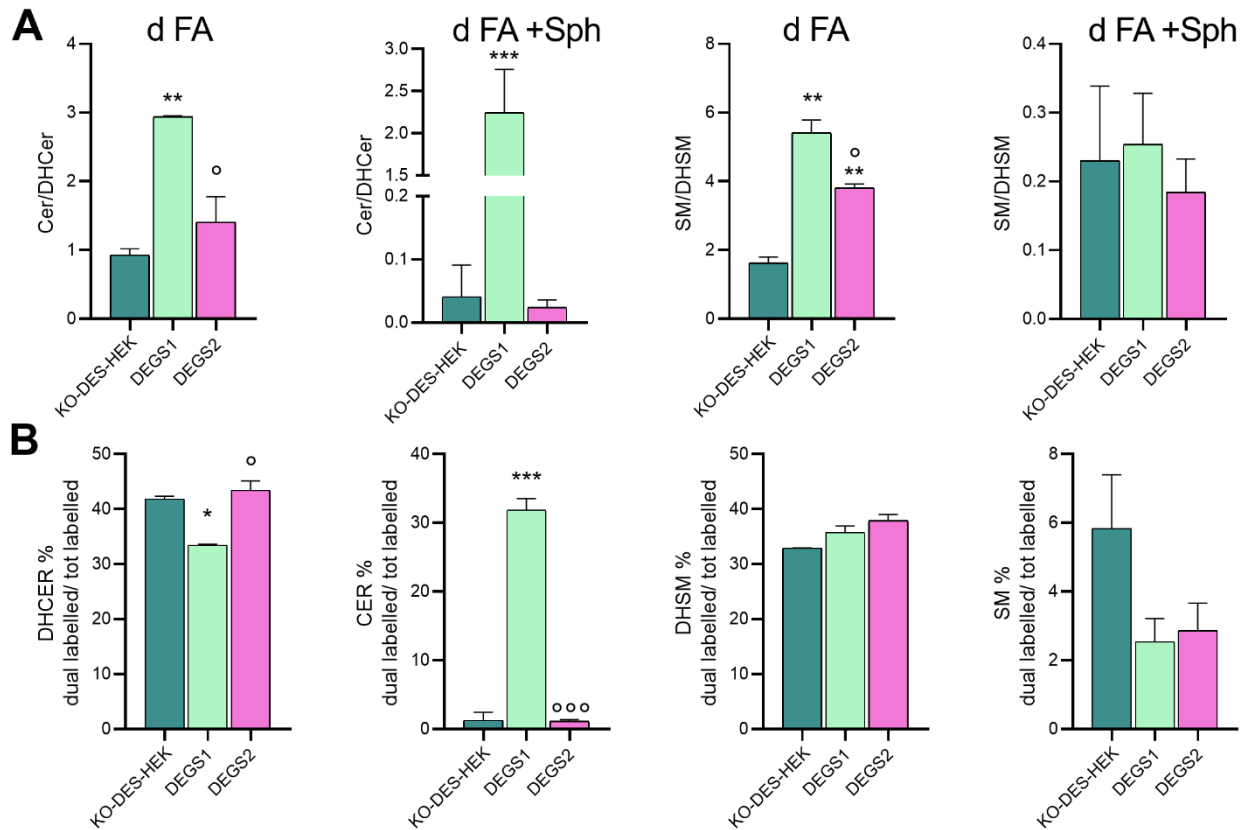 A
d FA
d FA +Sph
d FA
d FA +Sph
Cer/DHCer
4
3
2
1
0
**
°
KO-DES-HEK
DEGS1
DEGS2
Cer/DHCer
3.0
2.5
2.0
1.5
0.2
0.1
0.0
***
KO-DES-HEK
DEGS1
DEGS2
SM/DHSM
8
6
4
2
0
**
°
**
KO-DES-HEK
DEGS1
DEGS2
SM/DHSM
0.4
0.3
0.2
0.1
0.0
KO-DES-HEK
DEGS1
DEGS2
B
DHCER %
dual labelled/ tot labelled
50
40
30
20
10
0
*
°
KO-DES-HEK
DEGS1
DEGS2
CER %
dual labelled/ tot labelled
40
30
20
10
0
***
°°°
KO-DES-HEK
DEGS1
DEGS2
DHSM %
dual labelled/ tot labelled
50
40
30
20
10
0
KO-DES-HEK
DEGS1
DEGS2
SM %
dual labelled/ tot labelled
8
6
4
2
0
KO-DES-HEK
DEGS1
DEGS2